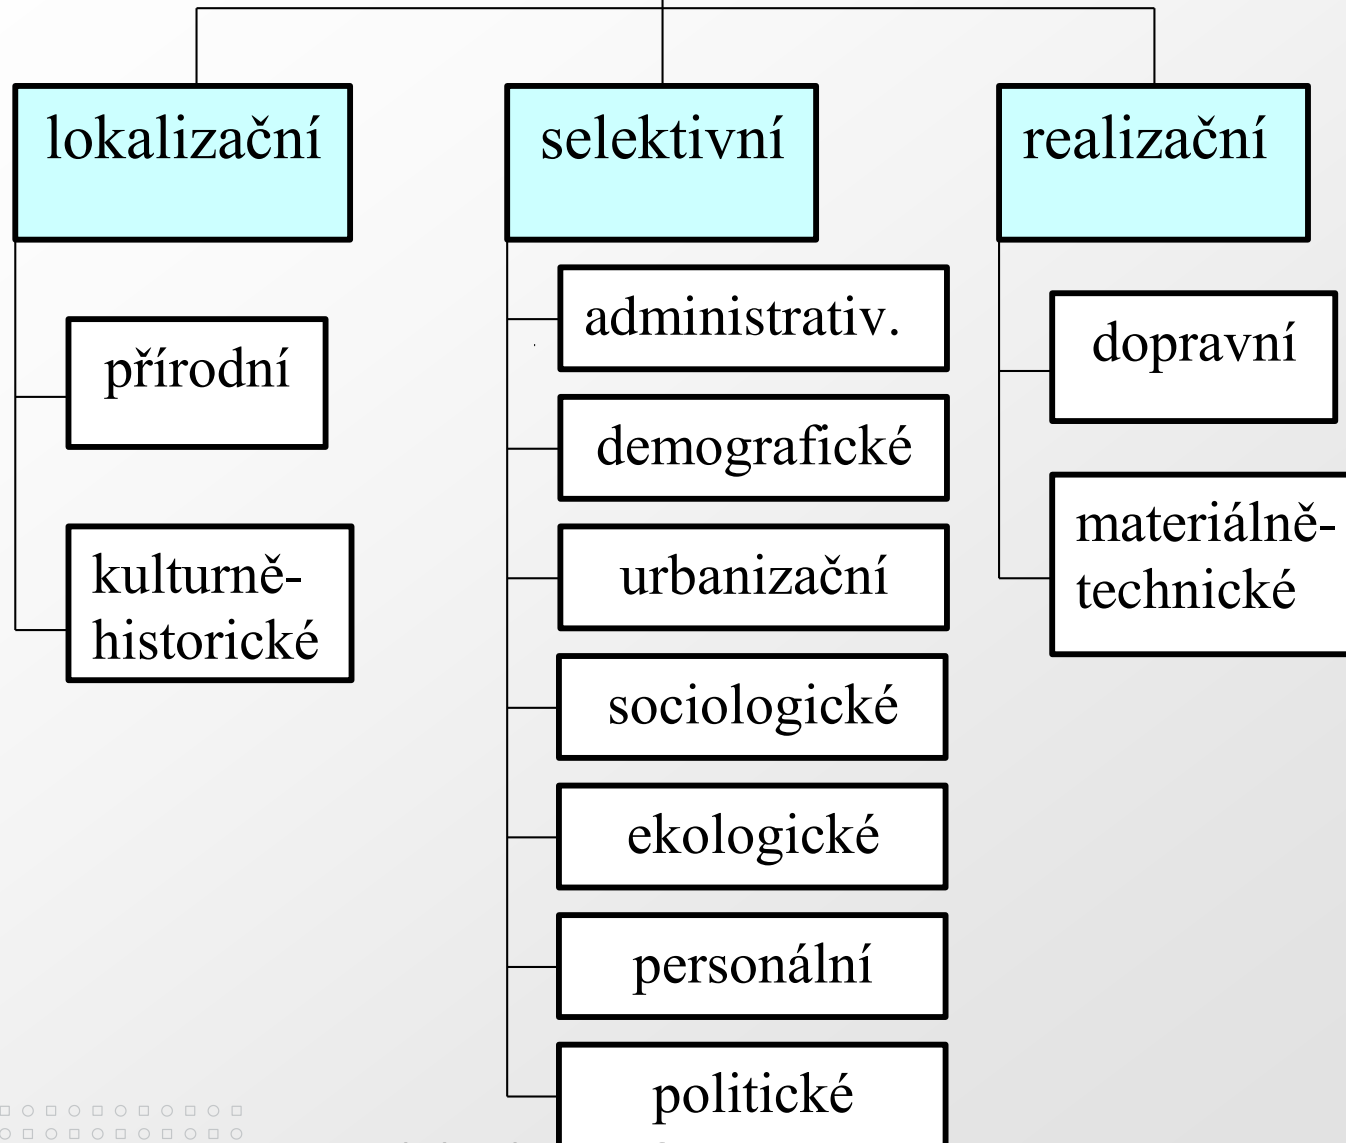 lokalizační
selektivní
realizační
přírodní
kulturně-
historické
administrativ.
demografické
urbanizační
sociologické
ekologické
personální
politické
dopravní
materiálně-
technické